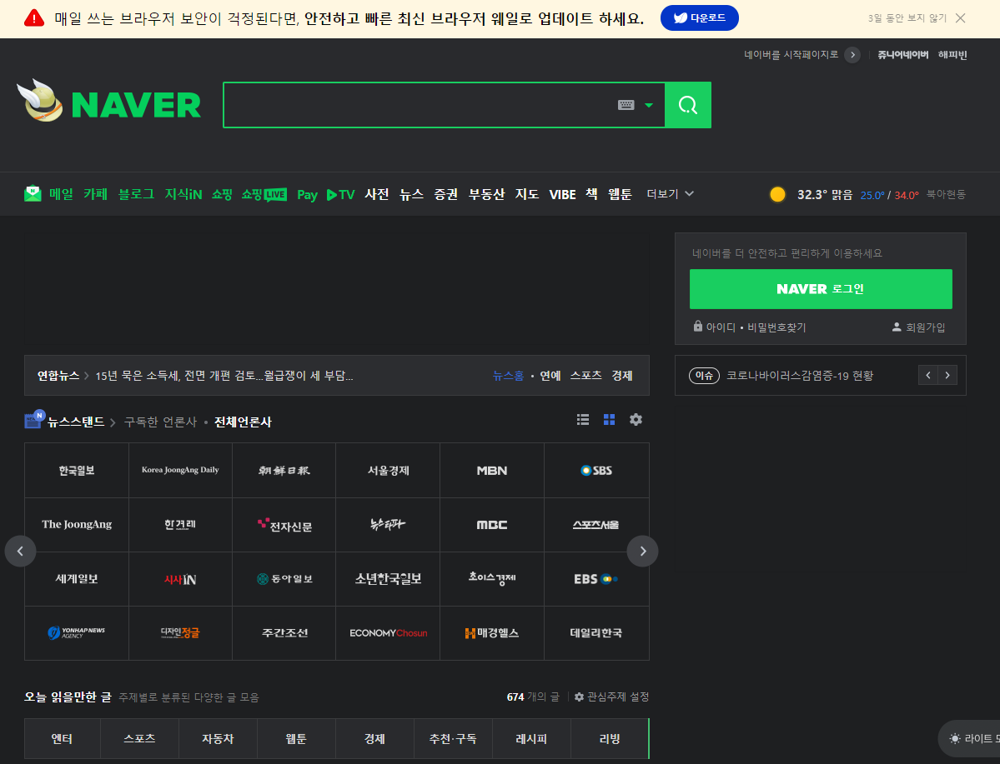 매일 쓰는 브라우저 보안이 걱정된다면, 안전하고 빠른 최신 브라우저 웨일로 업데이트 하세요. 다운로드 3일 동안 보지 않기
네이버를 시작페이지로 쥬니어네이버 해피빈
NAVER
메일 카페 블로그 지식iN 쇼핑 쇼핑LIVE Pay TV 사전 뉴스 증권 부동산 지도 VIBE 책 웹툰 더보기 32.3° 맑음 25.0° / 34.0° 북아현동
네이버를 더 안전하고 편리하게 이용하세요
NAVER 로그인
아이디 • 비밀번호찾기 회원가입
연합뉴스 15년 묵은 소득세, 전면 개편 검토...월급쟁이 세 부담... 뉴스홈 • 연예 스포츠 경제
이슈 코로나바이러스감염증-19 현황
N 뉴스스탠드 구독한 언론사 • 전체언론사
한국일보 Korea JoongAng Daily 朝鮮日報 서울경제 MBN SBS
The JoongAng 한겨레 전자신문 뉴스타파 MBC 스포츠서울
세계일보 시사IN 동아일보 소년한국일보 초이스경제 EBS
YONHAP NEWS AGENCY 디자인정글 주간조선 ECONOMYChosun 매경헬스 데일리한국
오늘 읽을만한 글 주제별로 분류된 다양한 글 모음 674 개의 글 관심주제 설정
엔터 스포츠 자동차 웹툰 경제 추천·구독 레시피 리빙
라이트